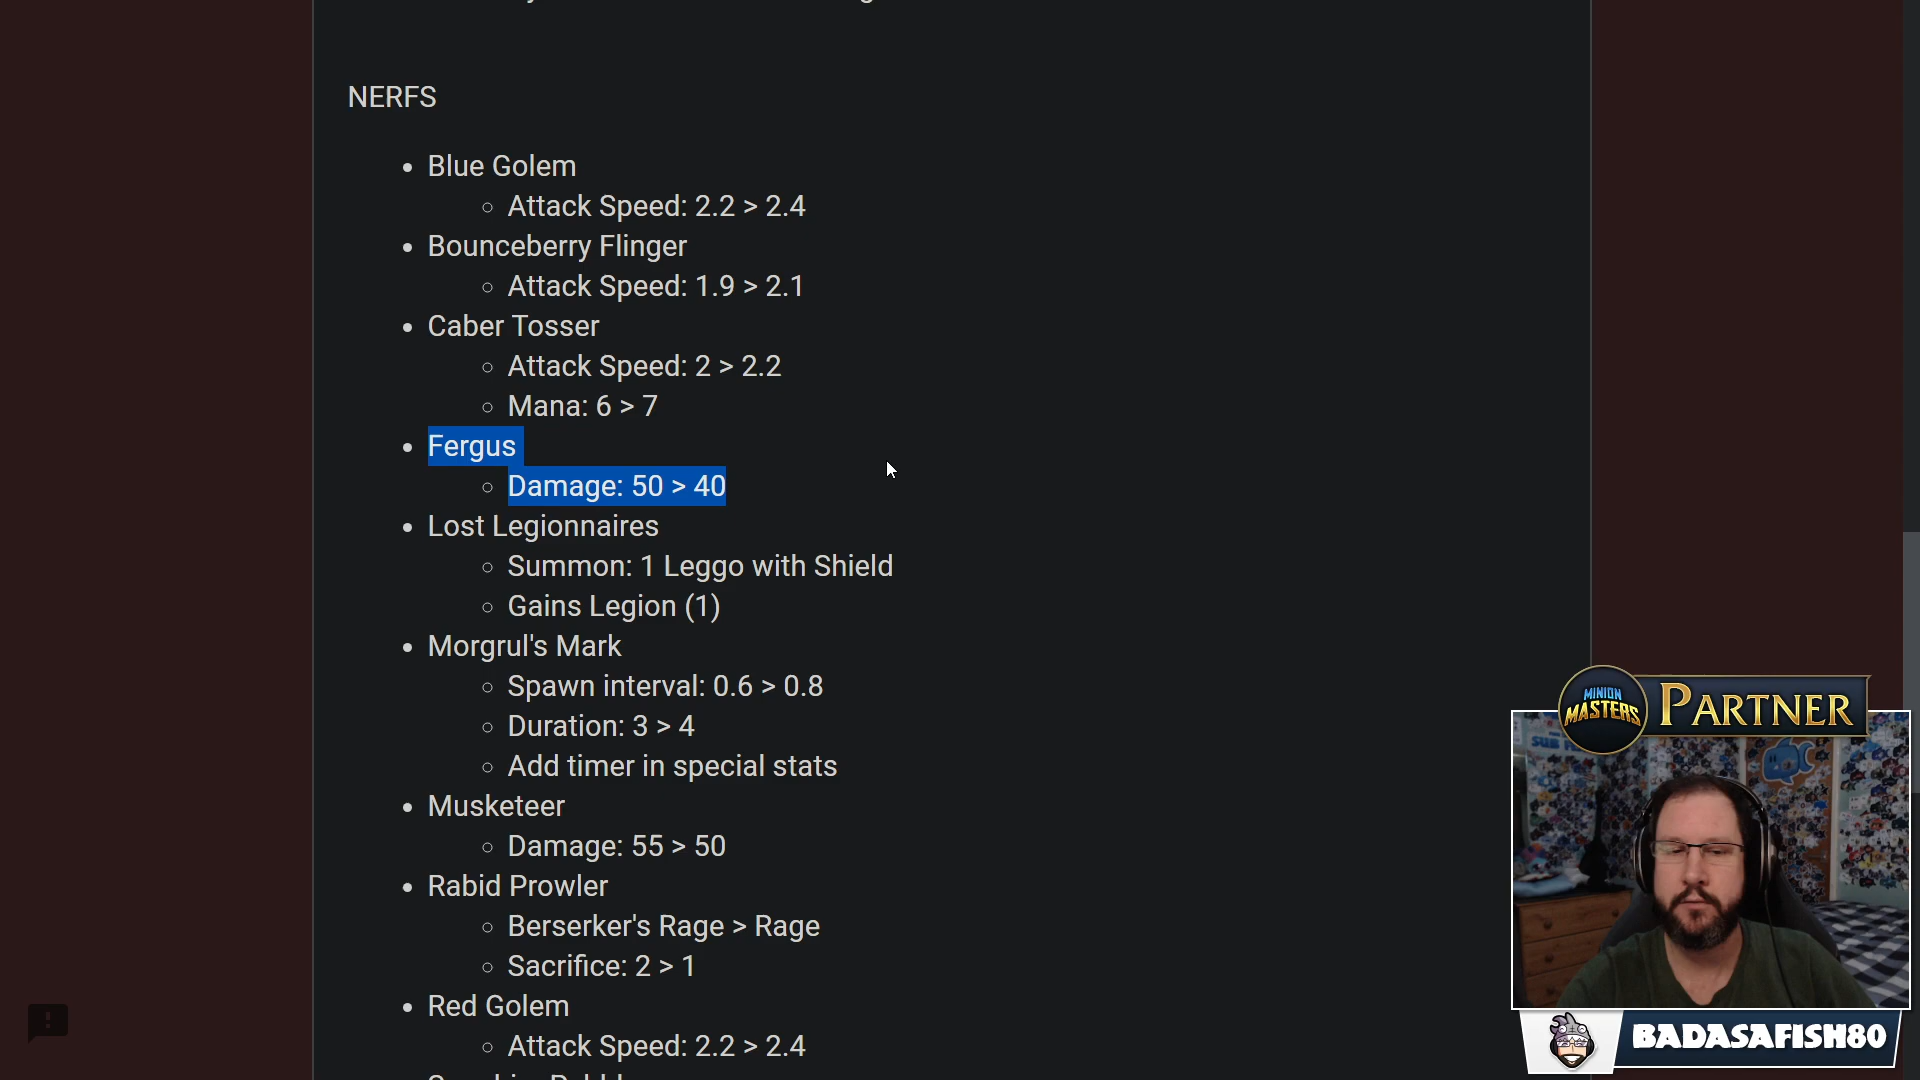 NERFS
Blue Golem
Attack Speed: 2.2 > 2.4
Bounceberry Flinger
Attack Speed: 1.9 > 2.1
Caber Tosser
Attack Speed: 2 > 2.2
Mana: 6 > 7
Fergus
Damage: 50 > 40
Lost Legionnaires
Summon: 1 Leggo with Shield
Gains Legion (1)
Morgrul's Mark
Spawn interval: 0.6 > 0.8
Duration: 3 > 4
Add timer in special stats
Musketeer
Damage: 55 > 50
Rabid Prowler
Berserker's Rage > Rage
Sacrifice: 2 > 1
Red Golem
Attack Speed: 2.2 > 2.4
MINION
MASTERS
PARTNER
SUB
BADASAFISH80